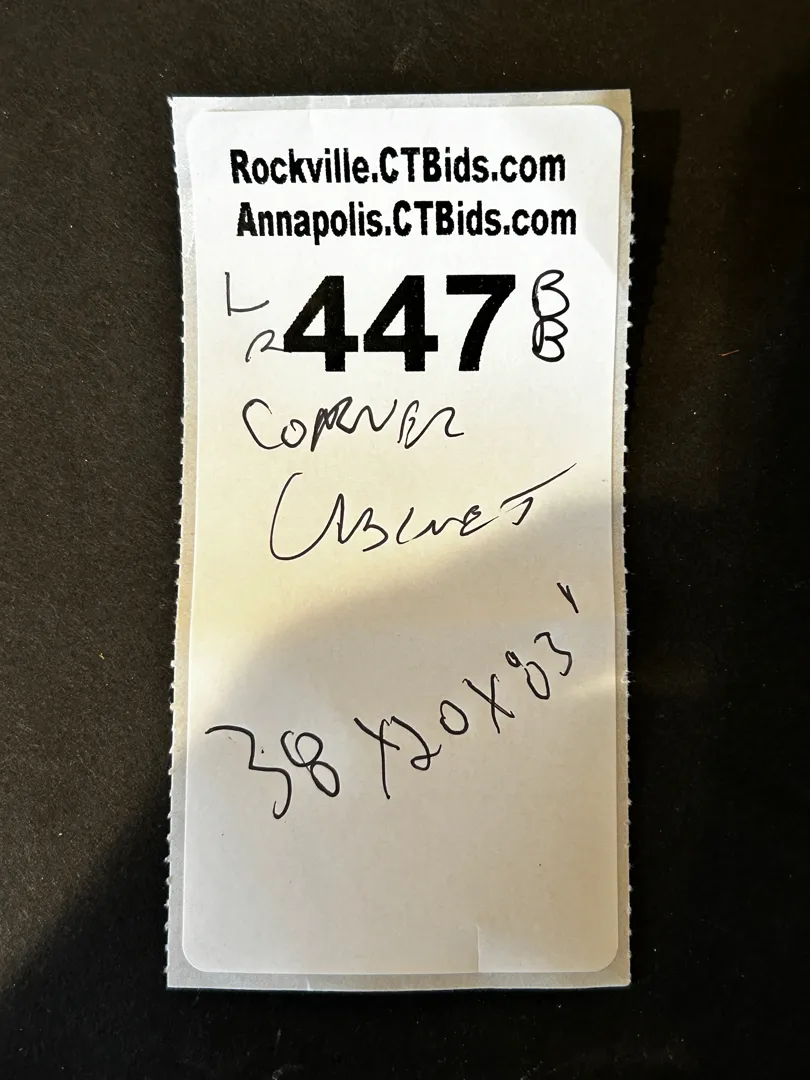 Rockville.CTBids.com
Annapolis.CTBids.com
LR 447 BB
CORNER
CABINET
38 X 20 X 83"